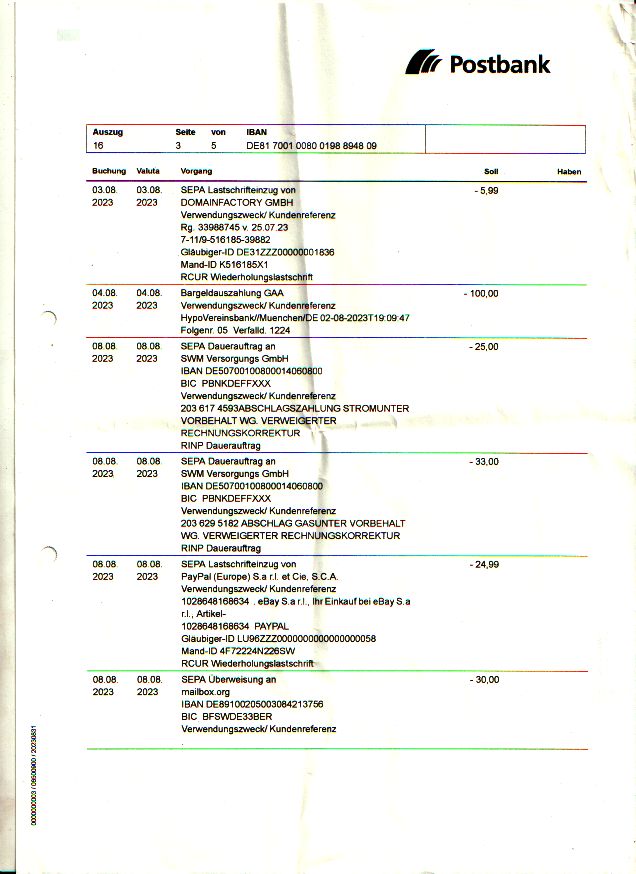 Postbank
Auszug Seite von IBAN
16 3 5 DE81 7001 0080 0198 8948 09
Buchung Valuta Vorgang Soll Haben
03.08. 03.08. SEPA Lastschrifteinzug von - 5,99
2023 2023 DOMAINFACTORY GMBH
Verwendungszweck/ Kundenreferenz
Rg. 33988745 v. 25.07.23
7-11/9-516185-39882
Gläubiger-ID DE31ZZZ00000001836
Mand-ID K516185X1
RCUR Wiederholungslastschrift
04.08. 04.08. Bargeldauszahlung GAA - 100,00
2023 2023 Verwendungszweck/ Kundenreferenz
HypoVereinsbank//Muenchen/DE 02-08-2023T19:09:47
Folgenr. 05 Verfalld. 1224
08.08. 08.08. SEPA Dauerauftrag an - 25,00
2023 2023 SWM Versorgungs GmbH
IBAN DE50700100800014060800
BIC PBNKDEFFXXX
Verwendungszweck/ Kundenreferenz
203 617 4593ABSCHLAGSZAHLUNG STROMUNTER
VORBEHALT WG. VERWEIGERTER
RECHNUNGSKORREKTUR
RINP Dauerauftrag
08.08. 08.08. SEPA Dauerauftrag an - 33,00
2023 2023 SWM Versorgungs GmbH
IBAN DE50700100800014060800
BIC PBNKDEFFXXX
Verwendungszweck/ Kundenreferenz
203 629 5182 ABSCHLAG GASUNTER VORBEHALT
WG. VERWEIGERTER RECHNUNGSKORREKTUR
RINP Dauerauftrag
08.08. 08.08. SEPA Lastschrifteinzug von - 24,99
2023 2023 PayPal (Europe) S.a r.l. et Cie, S.C.A.
Verwendungszweck/ Kundenreferenz
1028648168634 . eBay S.a r.l., Ihr Einkauf bei eBay S.a
r.l., Artikel-
1028648168634 PAYPAL
Gläubiger-ID LU96ZZZ0000000000000000058
Mand-ID 4F72224N226SW
RCUR Wiederholungslastschrift
08.08. 08.08. SEPA Überweisung an - 30,00
2023 2023 mailbox.org
IBAN DE89100205003084213756
BIC BFSWDE33BER
Verwendungszweck/ Kundenreferenz